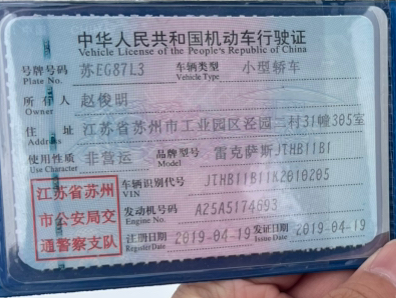 中华人民共和国机动车行驶证
Vehicle License of the People's Republic of China
号牌号码 苏EG87L3 车辆类型 小型轿车
Plate No. Vehicle Type
所有人 赵俊明
Owner
住址 江苏省苏州市工业园区泾园二村31幢305室
Address
使用性质 非营运 品牌型号 雷克萨斯JTHB11B1
Use Character Model
江苏省苏州市公安局交通警察支队
车辆识别代号 JTHB11B11K2010205
VIN
发动机号码 A25A5174693
Engine No.
注册日期 2019-04-19 发证日期 2019-04-19
Register Date Issue Date